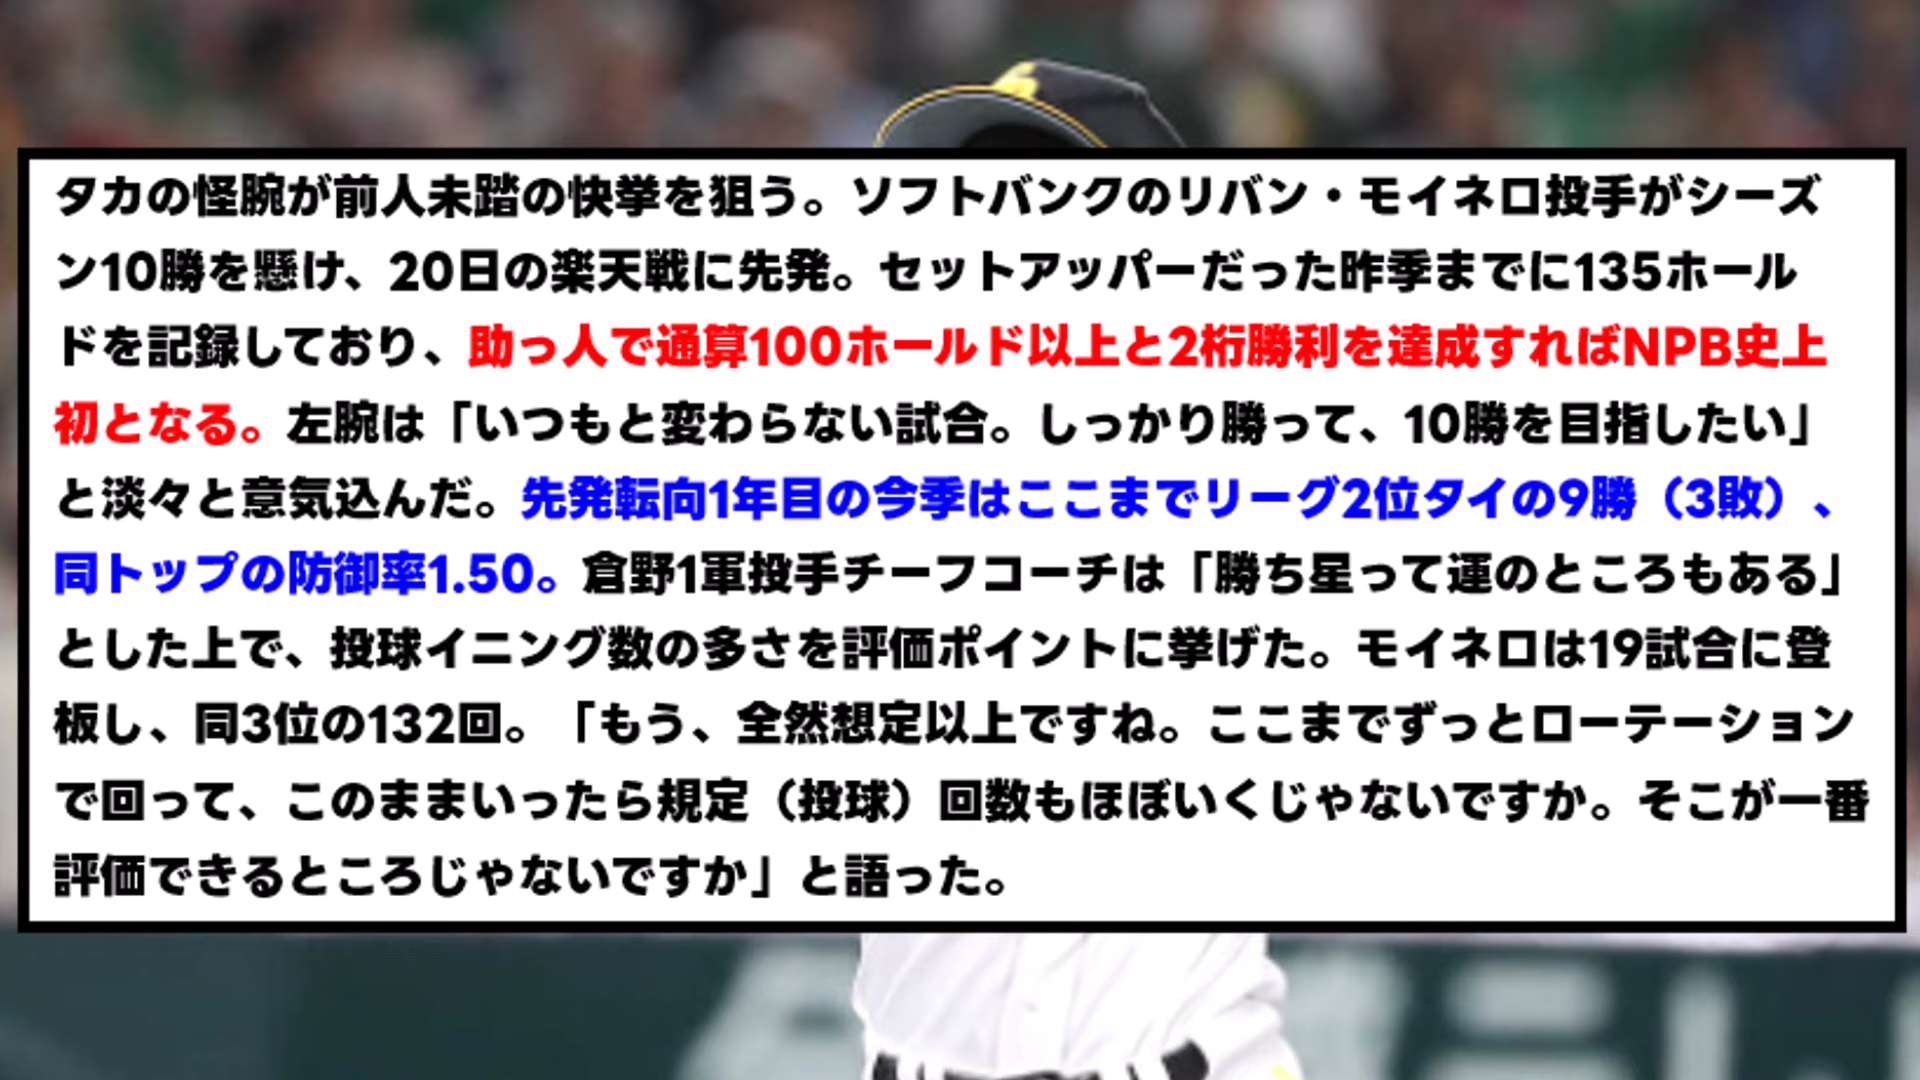 タカの怪腕が前人未踏の快挙を狙う。ソフトバンクのリバン・モイネロ投手がシーズ
ン10勝を懸け、20日の楽天戦に先発。セットアッパーだった昨季までに135ホール
ドを記録しており、助っ人で通算100ホールド以上と2桁勝利を達成すればNPB史上
初となる。左腕は「いつもと変わらない試合。しっかり勝って、10勝を目指したい」
と淡々と意気込んだ。先発転向1年目の今季はここまでリーグ2位タイの9勝（3敗）、
同トップの防御率1.50。倉野1軍投手チーフコーチは「勝ち星って運のところもある」
とした上で、投球イニング数の多さを評価ポイントに挙げた。モイネロは19試合に登
板し、同3位の132回。「もう、全然想定以上ですね。ここまでずっとローテーション
で回って、このままいったら規定（投球）回数もほぼいくじゃないですか。そこが一番
評価できるところじゃないですか」と語った。